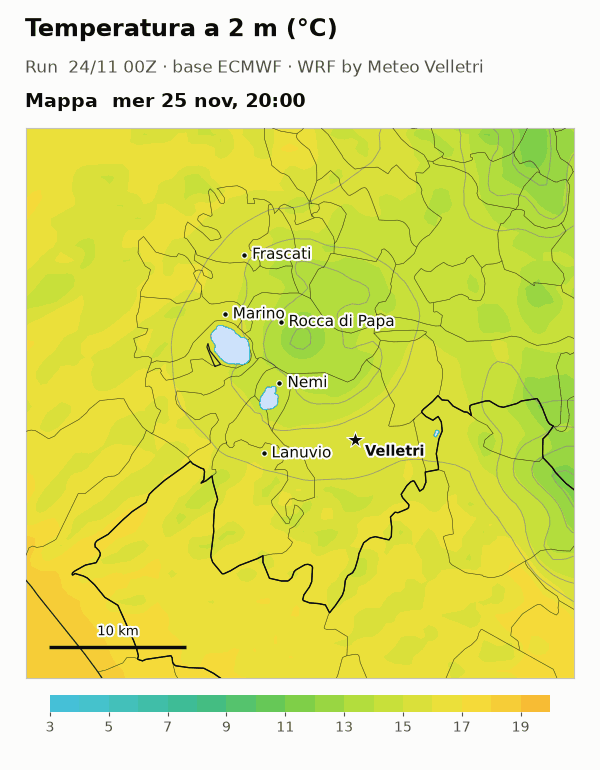 Temperatura a 2 m (°C)
Run  24/11 00Z · base ECMWF · WRF by Meteo Velletri
Mappa  mer 25 nov, 20:00
Frascati
Marino
Rocca di Papa
Nemi
Velletri
Lanuvio
10 km
3 5 7 9 11 13 15 17 19